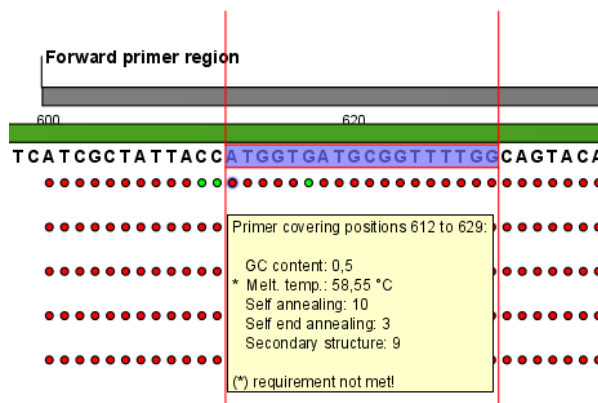 Forward primer region
600 620
TCATCGCTATTACCATGGTGATGCGGTTTTGGCAGTACA
Primer covering positions 612 to 629:
GC content: 0,5
* Melt. temp.: 58,55 °C
Self annealing: 10
Self end annealing: 3
Secondary structure: 9
(*) requirement not met!